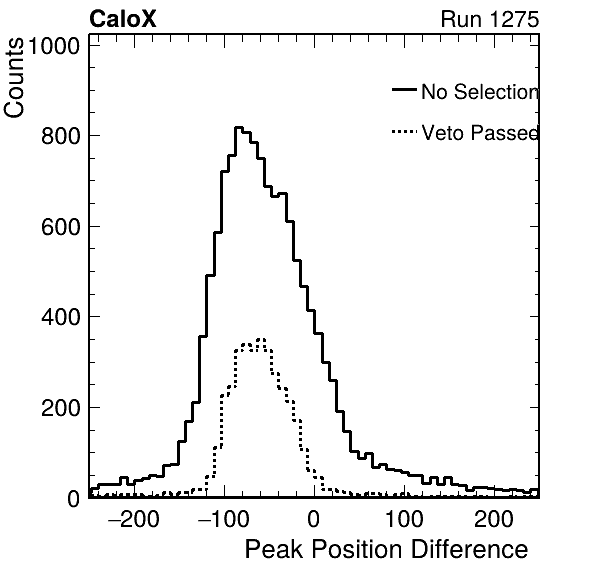 CaloX Run 1275
Counts
1000
800
600
400
200
0
No Selection
Veto Passed
−200 −100 0 100 200
Peak Position Difference